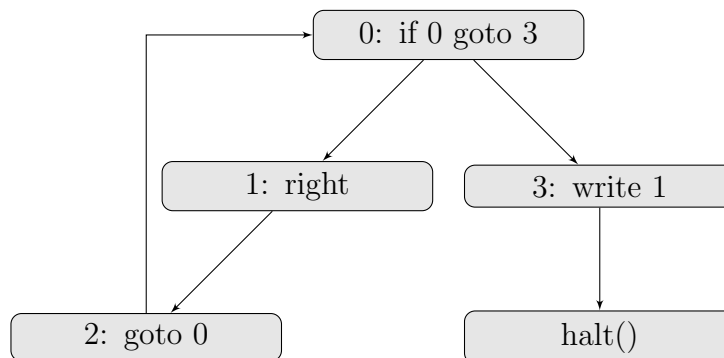 0: if 0 goto 3
1: right
3: write 1
2: goto 0
halt()